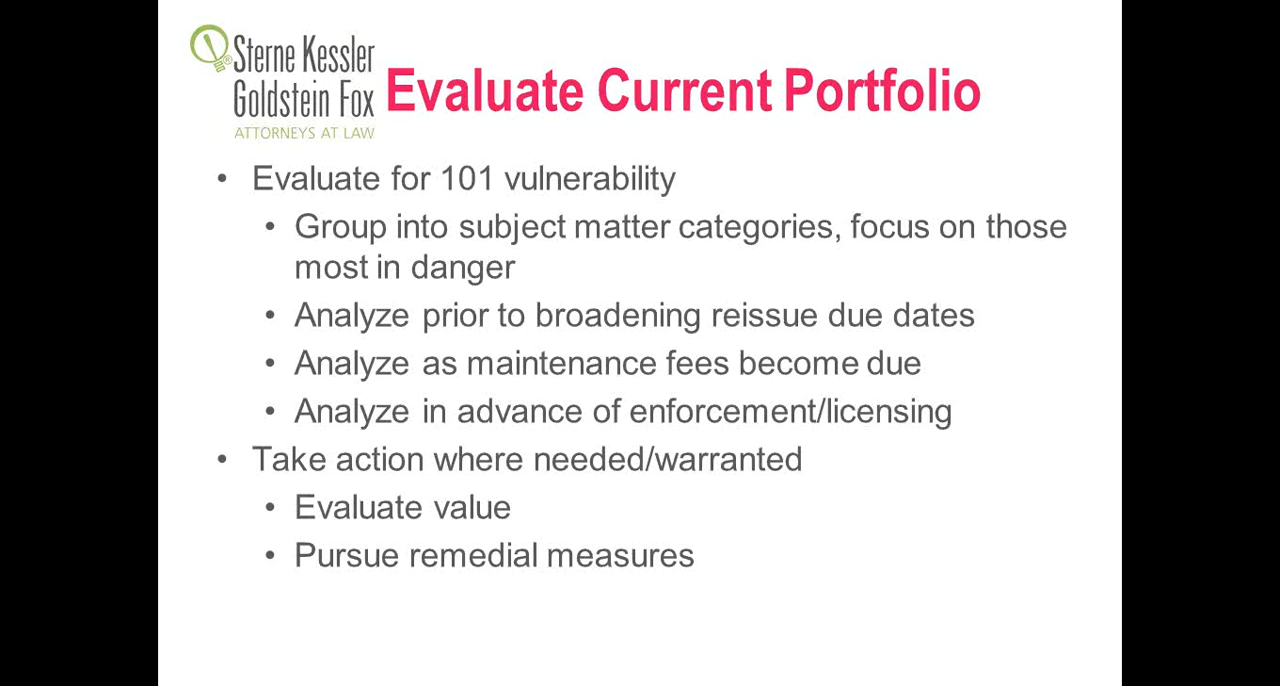 Sterne Kessler
Goldstein Fox
ATTORNEYS AT LAW
Evaluate Current Portfolio
• Evaluate for 101 vulnerability
• Group into subject matter categories, focus on those
most in danger
• Analyze prior to broadening reissue due dates
• Analyze as maintenance fees become due
• Analyze in advance of enforcement/licensing
• Take action where needed/warranted
• Evaluate value
• Pursue remedial measures